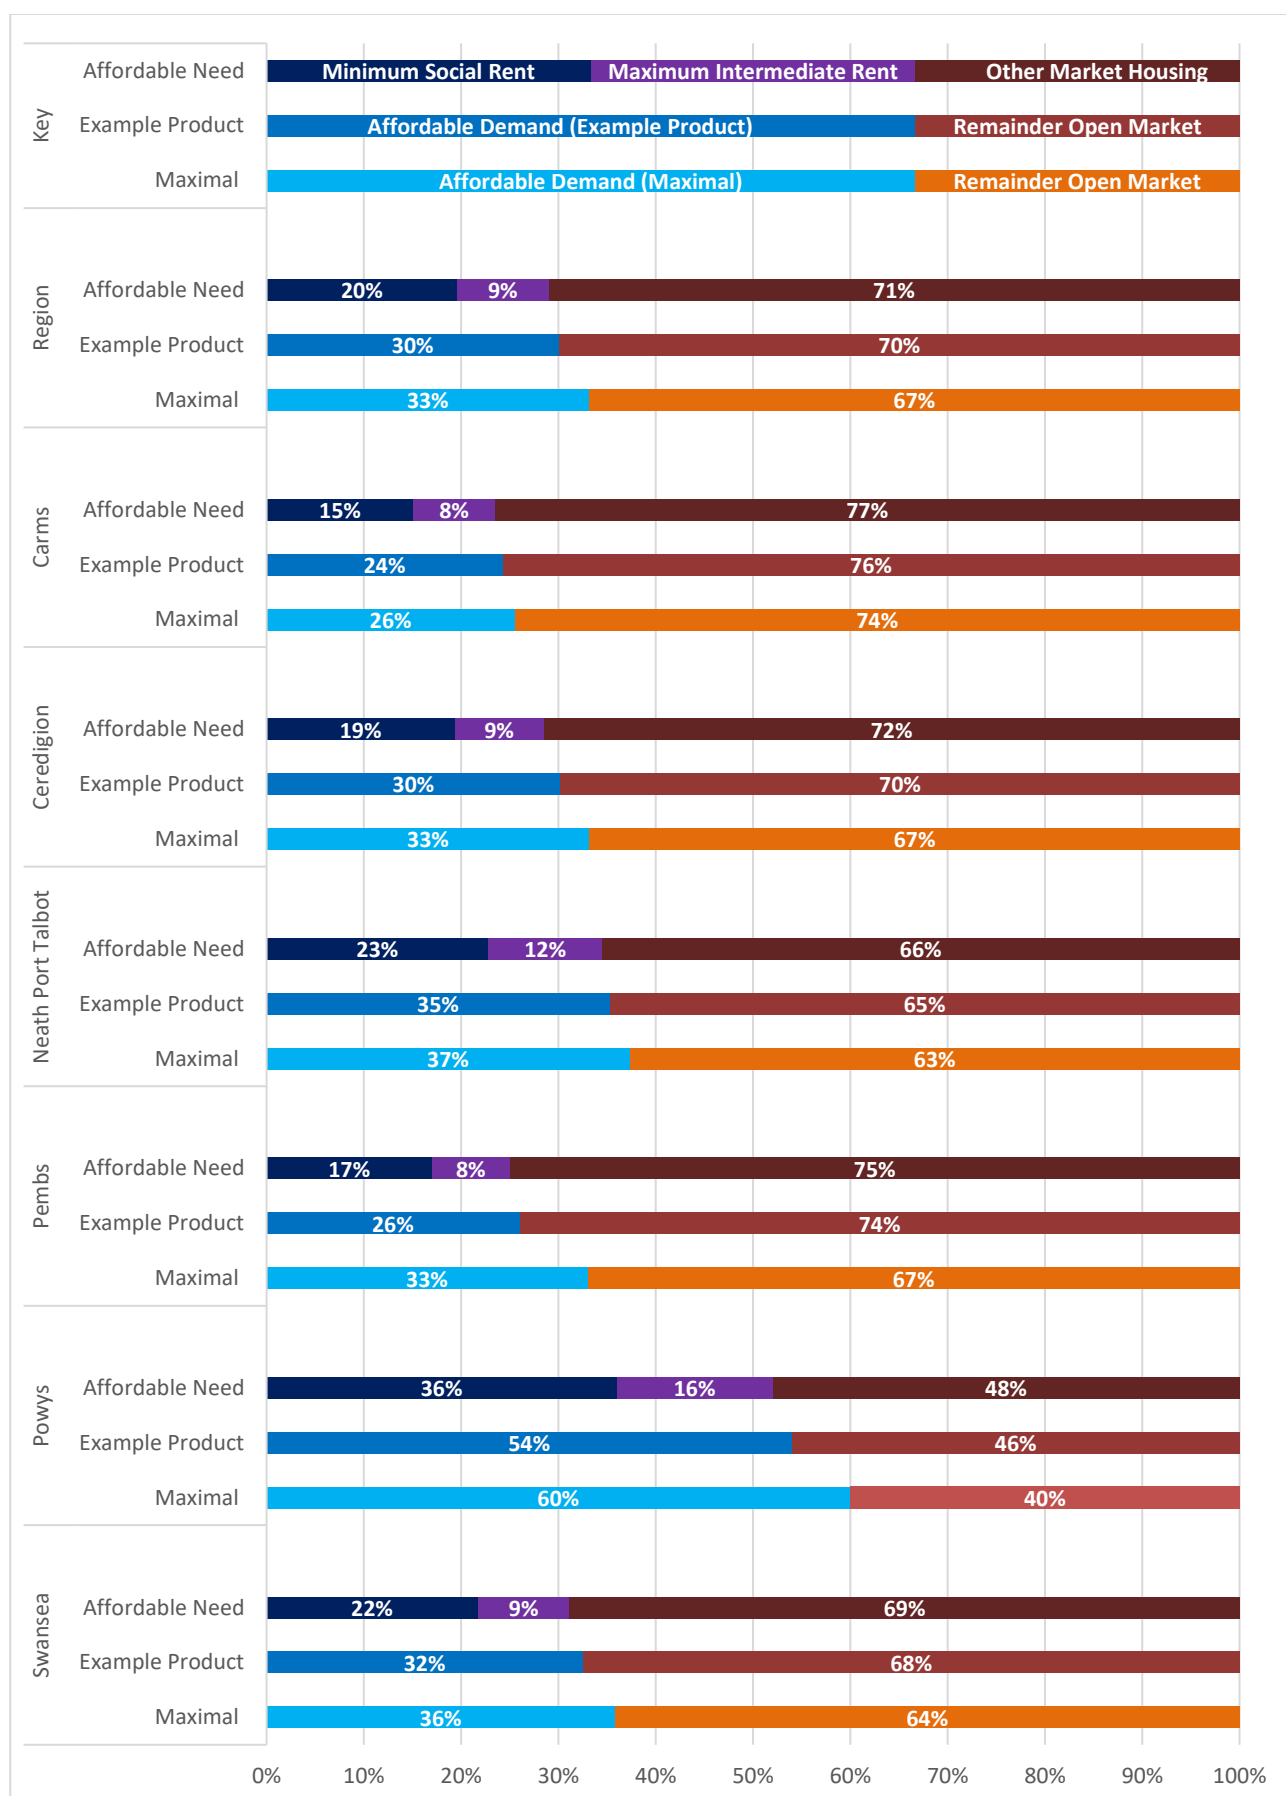 Key
Affordable Need
Minimum Social Rent Maximum Intermediate Rent Other Market Housing
Example Product
Affordable Demand (Example Product) Remainder Open Market
Maximal
Affordable Demand (Maximal) Remainder Open Market
Region
Affordable Need 20% 9% 71%
Example Product 30% 70%
Maximal 33% 67%
Carms
Affordable Need 15% 8% 77%
Example Product 24% 76%
Maximal 26% 74%
Ceredigion
Affordable Need 19% 9% 72%
Example Product 30% 70%
Maximal 33% 67%
Neath Port Talbot
Affordable Need 23% 12% 66%
Example Product 35% 65%
Maximal 37% 63%
Pembs
Affordable Need 17% 8% 75%
Example Product 26% 74%
Maximal 33% 67%
Powys
Affordable Need 36% 16% 48%
Example Product 54% 46%
Maximal 60% 40%
Swansea
Affordable Need 22% 9% 69%
Example Product 32% 68%
Maximal 36% 64%
0% 10% 20% 30% 40% 50% 60% 70% 80% 90% 100%